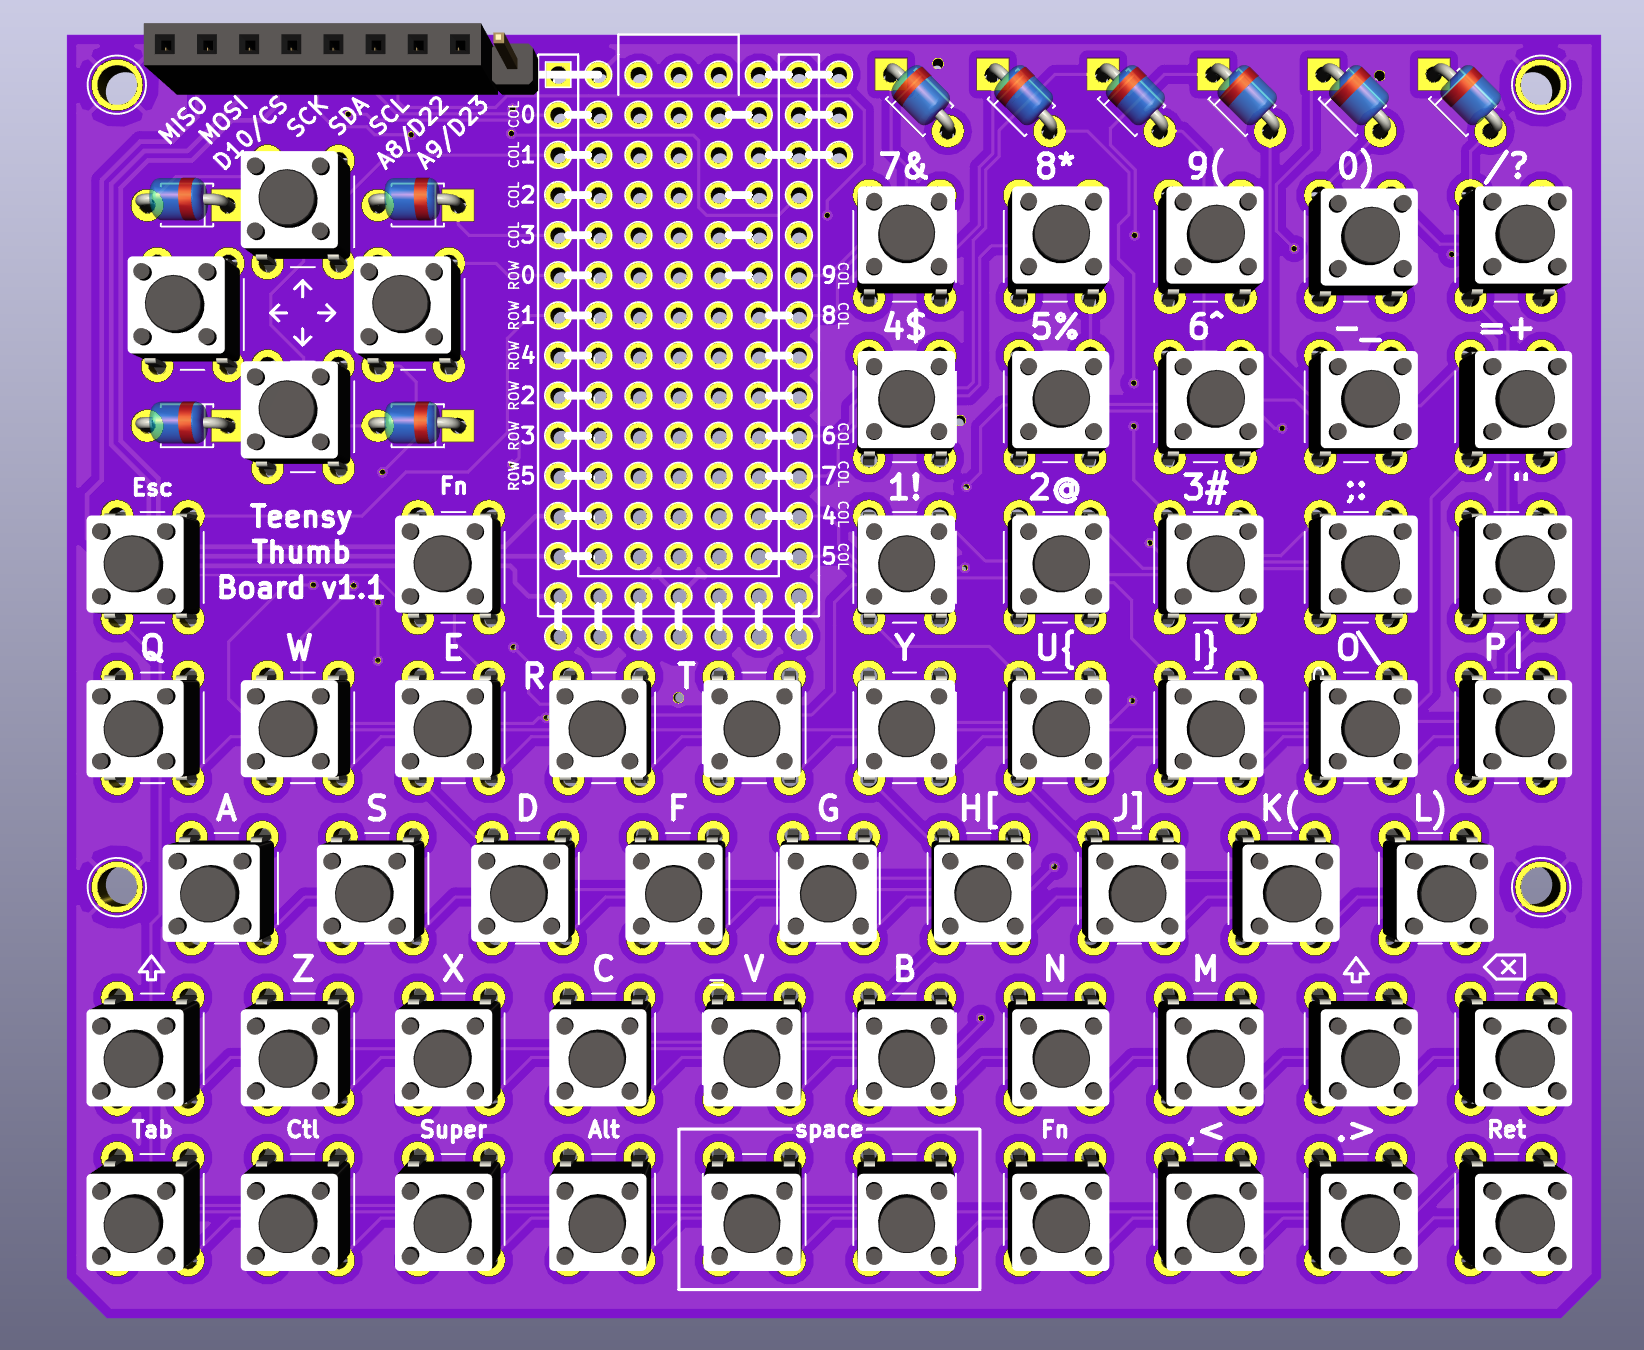 MISO MOSI D10/CS SCK SDA SCL A8/D22 A9/D23
COL 0
COL 1
COL 2
COL 3
ROW 0 9 COL
ROW 1 8 COL
ROW 4
ROW 2
ROW 3 6 COL
ROW 5 7 COL
4 COL
5 COL
7& 8* 9( 0) /?
4$ 5% 6^ -_ =+
1! 2@ 3# ;: ' "
Esc Fn
Teensy
Thumb
Board v1.1
Q W E R T Y U{ I} O\ P|
A S D F G H[ J] K( L)
Z X C V B N M
Tab Ctl Super Alt space Fn ,< .> Ret